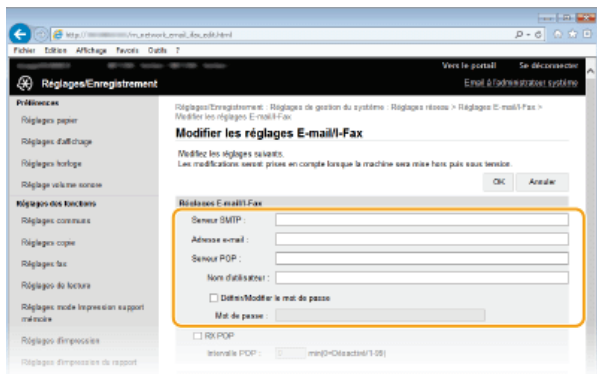 http://
/m_network_email_ifax_edit.html
Fichier Edition Affichage Favoris Outils ?
Vers le portail Se déconnecter
Réglages/Enregistrement
Email à l'administrateur système
Préférences
Réglages papier
Réglages d'affichage
Réglages horloge
Réglage volume sonore
Réglages des fonctions
Réglages communs
Réglages copie
Réglages fax
Réglages de lecture
Réglages mode Impression support
mémoire
Réglages d'impression
Réglages d'impression de rapport
Réglages/Enregistrement : Réglages de gestion du système : Réglages réseau > Réglages E-mail/I-Fax >
Modifier les réglages E-mail/I-Fax
Modifier les réglages E-mail/I-Fax
Modifiez les réglages suivants.
Les modifications seront prises en compte lorsque la machine sera mise hors puis sous tension.
OK Annuler
Réglages E-mail/I-Fax
Serveur SMTP :
Adresse e-mail :
Serveur POP :
Nom d'utilisateur :
Définir/Modifier le mot de passe
Mot de passe :
RX POP
Intervalle POP : 0 min(0=Désactivé/1-99)